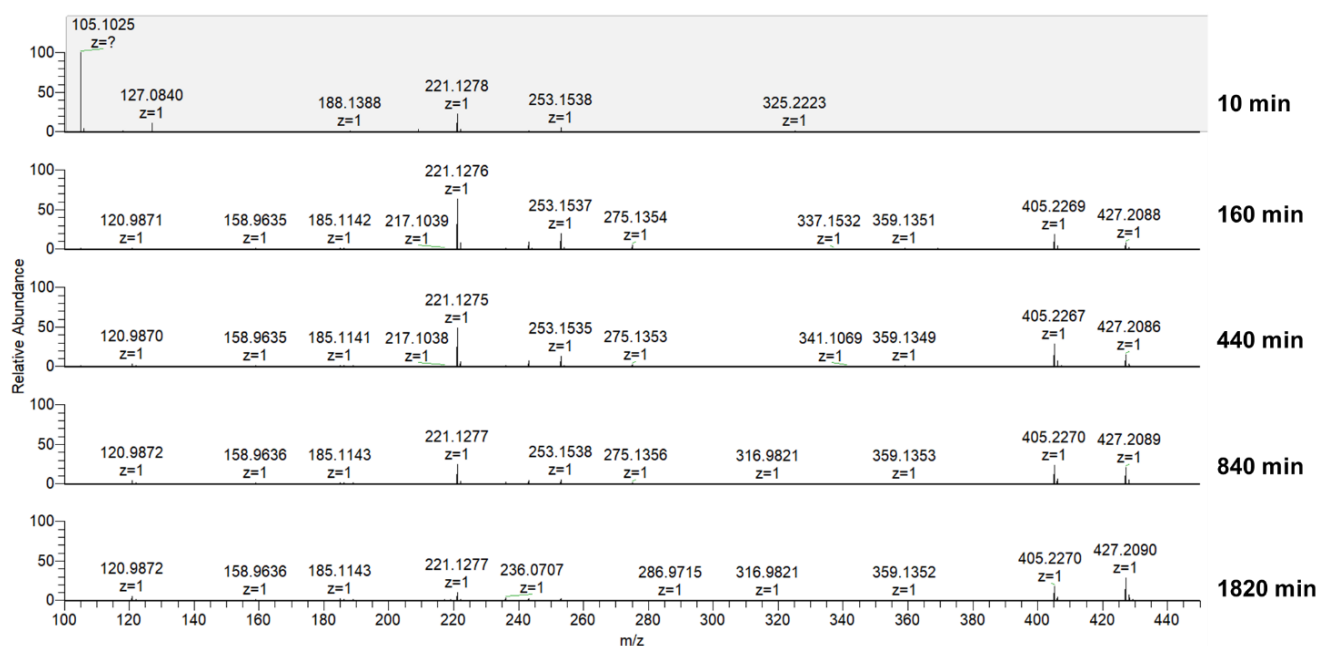 105.1025
z=?
127.0840
z=1
188.1388
z=1
221.1278
z=1
253.1538
z=1
325.2223
z=1
100
50
0
10 min
120.9871
z=1
158.9635
z=1
185.1142
z=1
217.1039
z=1
221.1276
z=1
253.1537
z=1
275.1354
z=1
337.1532
z=1
359.1351
z=1
405.2269
z=1
427.2088
z=1
100
50
0
160 min
Relative Abundance
120.9870
z=1
158.9635
z=1
185.1141
z=1
217.1038
z=1
221.1275
z=1
253.1535
z=1
275.1353
z=1
341.1069
z=1
359.1349
z=1
405.2267
z=1
427.2086
z=1
100
50
0
440 min
120.9872
z=1
158.9636
z=1
185.1143
z=1
221.1277
z=1
253.1538
z=1
275.1356
z=1
316.9821
z=1
359.1353
z=1
405.2270
z=1
427.2089
z=1
100
50
0
840 min
120.9872
z=1
158.9636
z=1
185.1143
z=1
221.1277
z=1
236.0707
z=1
286.9715
z=1
316.9821
z=1
359.1352
z=1
405.2270
z=1
427.2090
z=1
100
50
0
1820 min
100 120 140 160 180 200 220 240 260 280 300 320 340 360 380 400 420 440
m/z